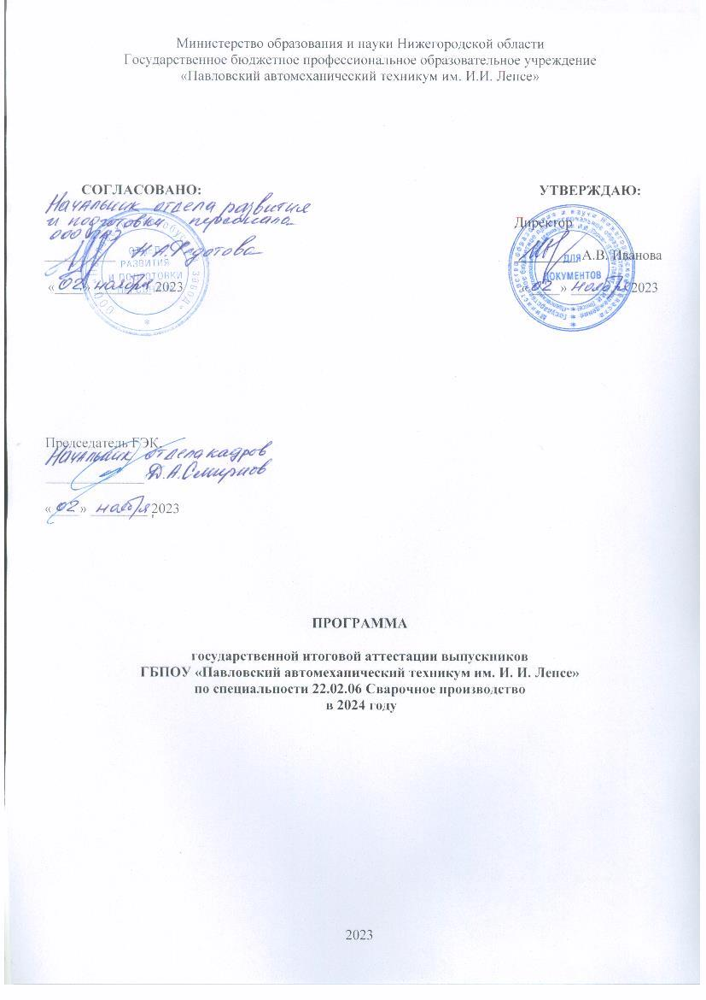 Министерство образования и науки Нижегородской области
Государственное бюджетное профессиональное образовательное учреждение
«Павловский автомеханический техникум им. И.И. Лепсе»
СОГЛАСОВАНО:
Начальник отдела развития
и подготовки персонала
ООО ПАЗ
Н.А.Федотова
«02» ноября 2023
РАЗВИТИЯ
И ПОДГОТОВКИ
ЗАВОД
ООО
УТВЕРЖДАЮ:
Директор
А.В. Иванова
«02» ноября 2023
ДЛЯ
ДОКУМЕНТОВ
Председатель ГЭК,
Начальник отдела кадров
Д.А.Смирнов
«02» ноября 2023
ПРОГРАММА
государственной итоговой аттестации выпускников
ГБПОУ «Павловский автомеханический техникум им. И. И. Лепсе»
по специальности 22.02.06 Сварочное производство
в 2024 году
2023